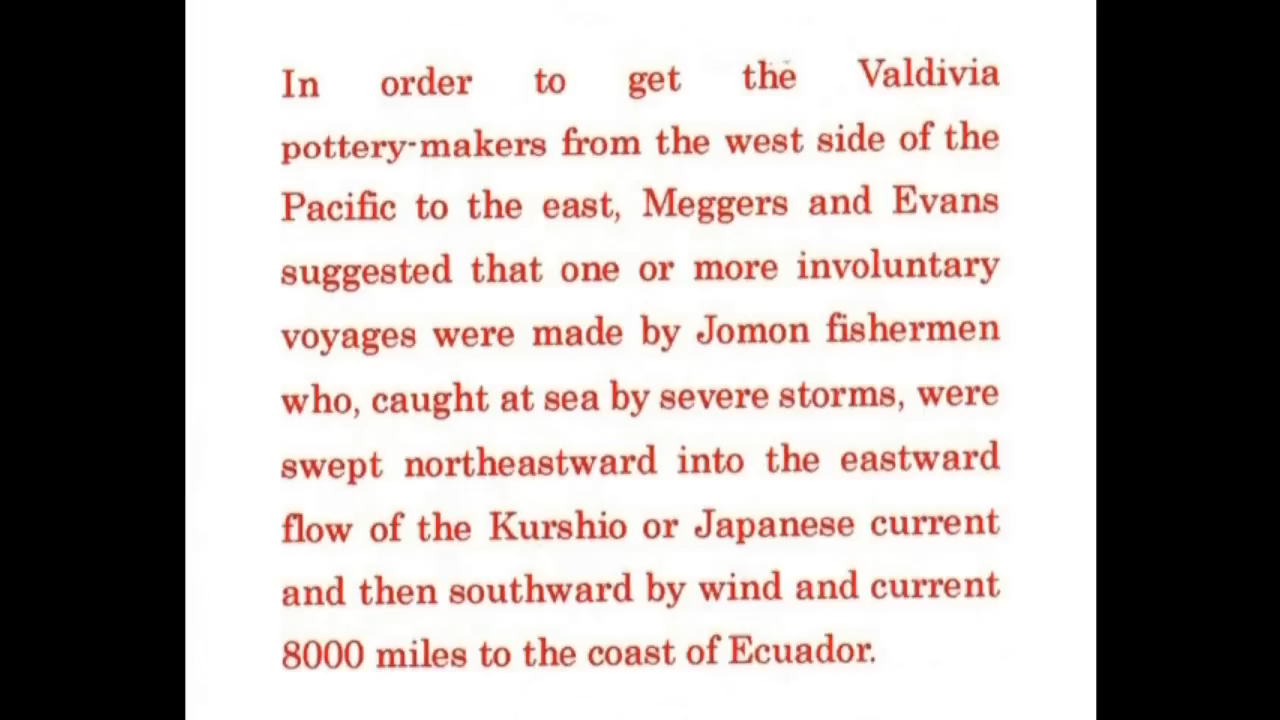 In order to get the Valdivia
pottery-makers from the west side of the
Pacific to the east, Meggers and Evans
suggested that one or more involuntary
voyages were made by Jomon fishermen
who, caught at sea by severe storms, were
swept northeastward into the eastward
flow of the Kurshio or Japanese current
and then southward by wind and current
8000 miles to the coast of Ecuador.